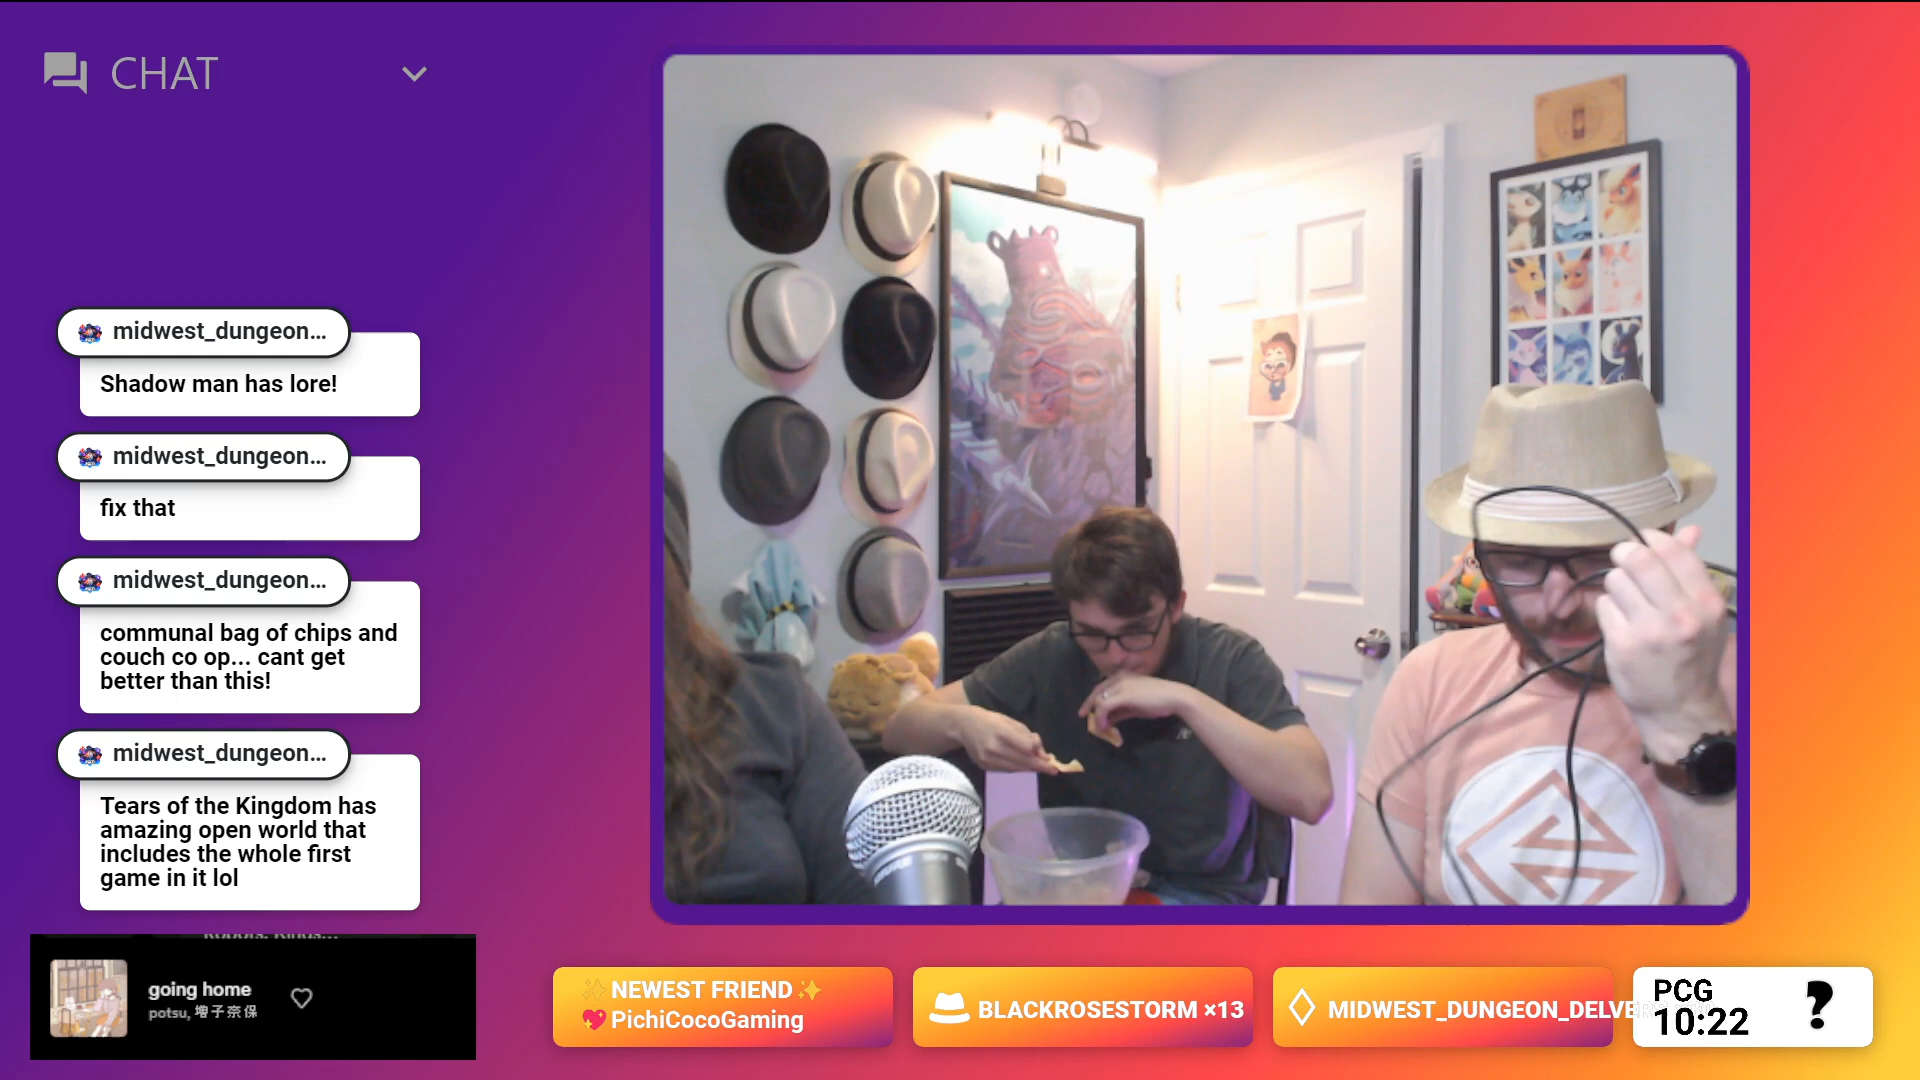 CHAT
midwest_dungeon...
Shadow man has lore!
midwest_dungeon...
fix that
midwest_dungeon...
communal bag of chips and
couch co op... cant get
better than this!
midwest_dungeon...
Tears of the Kingdom has
amazing open world that
includes the whole first
game in it lol
going home
potsu, 増子奈保
NEWEST FRIEND
PichiCocoGaming
BLACKROSESTORM ×13
MIDWEST_DUNGEON_DELVE
PCG
10:22
?